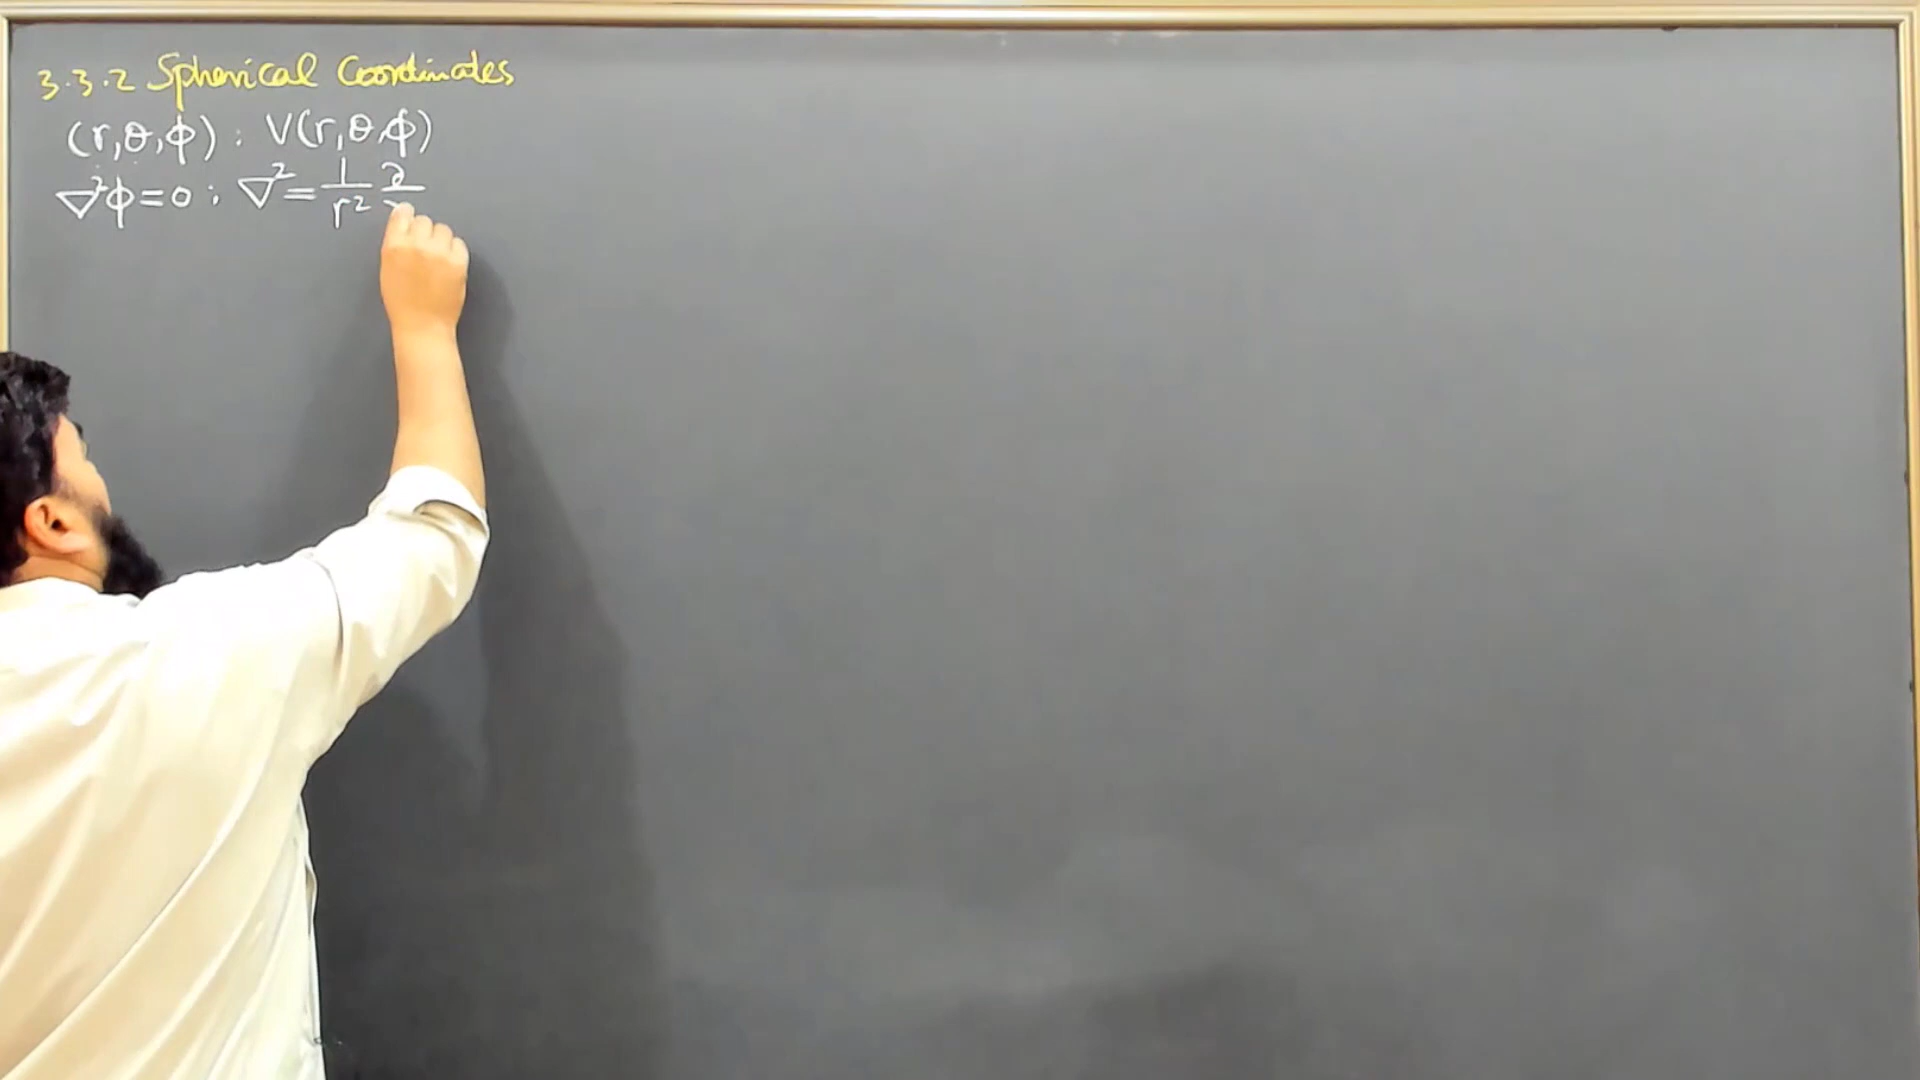 3.3.2 Spherical Coordinates
(r,θ,ϕ) : V(r,θ,ϕ)
∇²ϕ=0 : ∇²= 1/r² ∂/